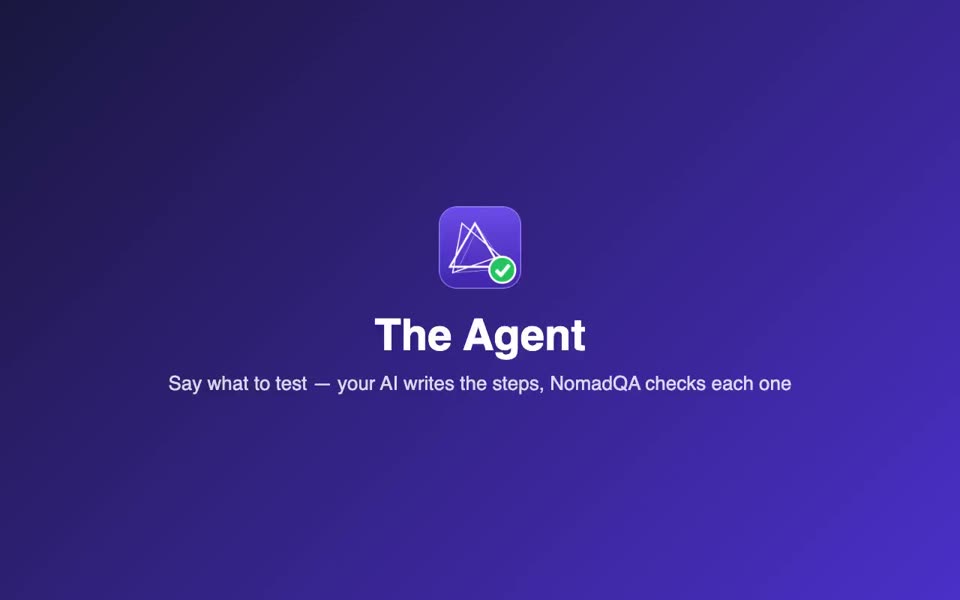 The Agent
Say what to test — your AI writes the steps, NomadQA checks each one